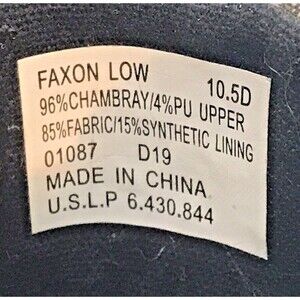 FAXON LOW 10.5D
96%CHAMBRAY/4%PU UPPER
85%FABRIC/15%SYNTHETIC LINING
01087 D19
MADE IN CHINA
U.S.L.P 6.430.844